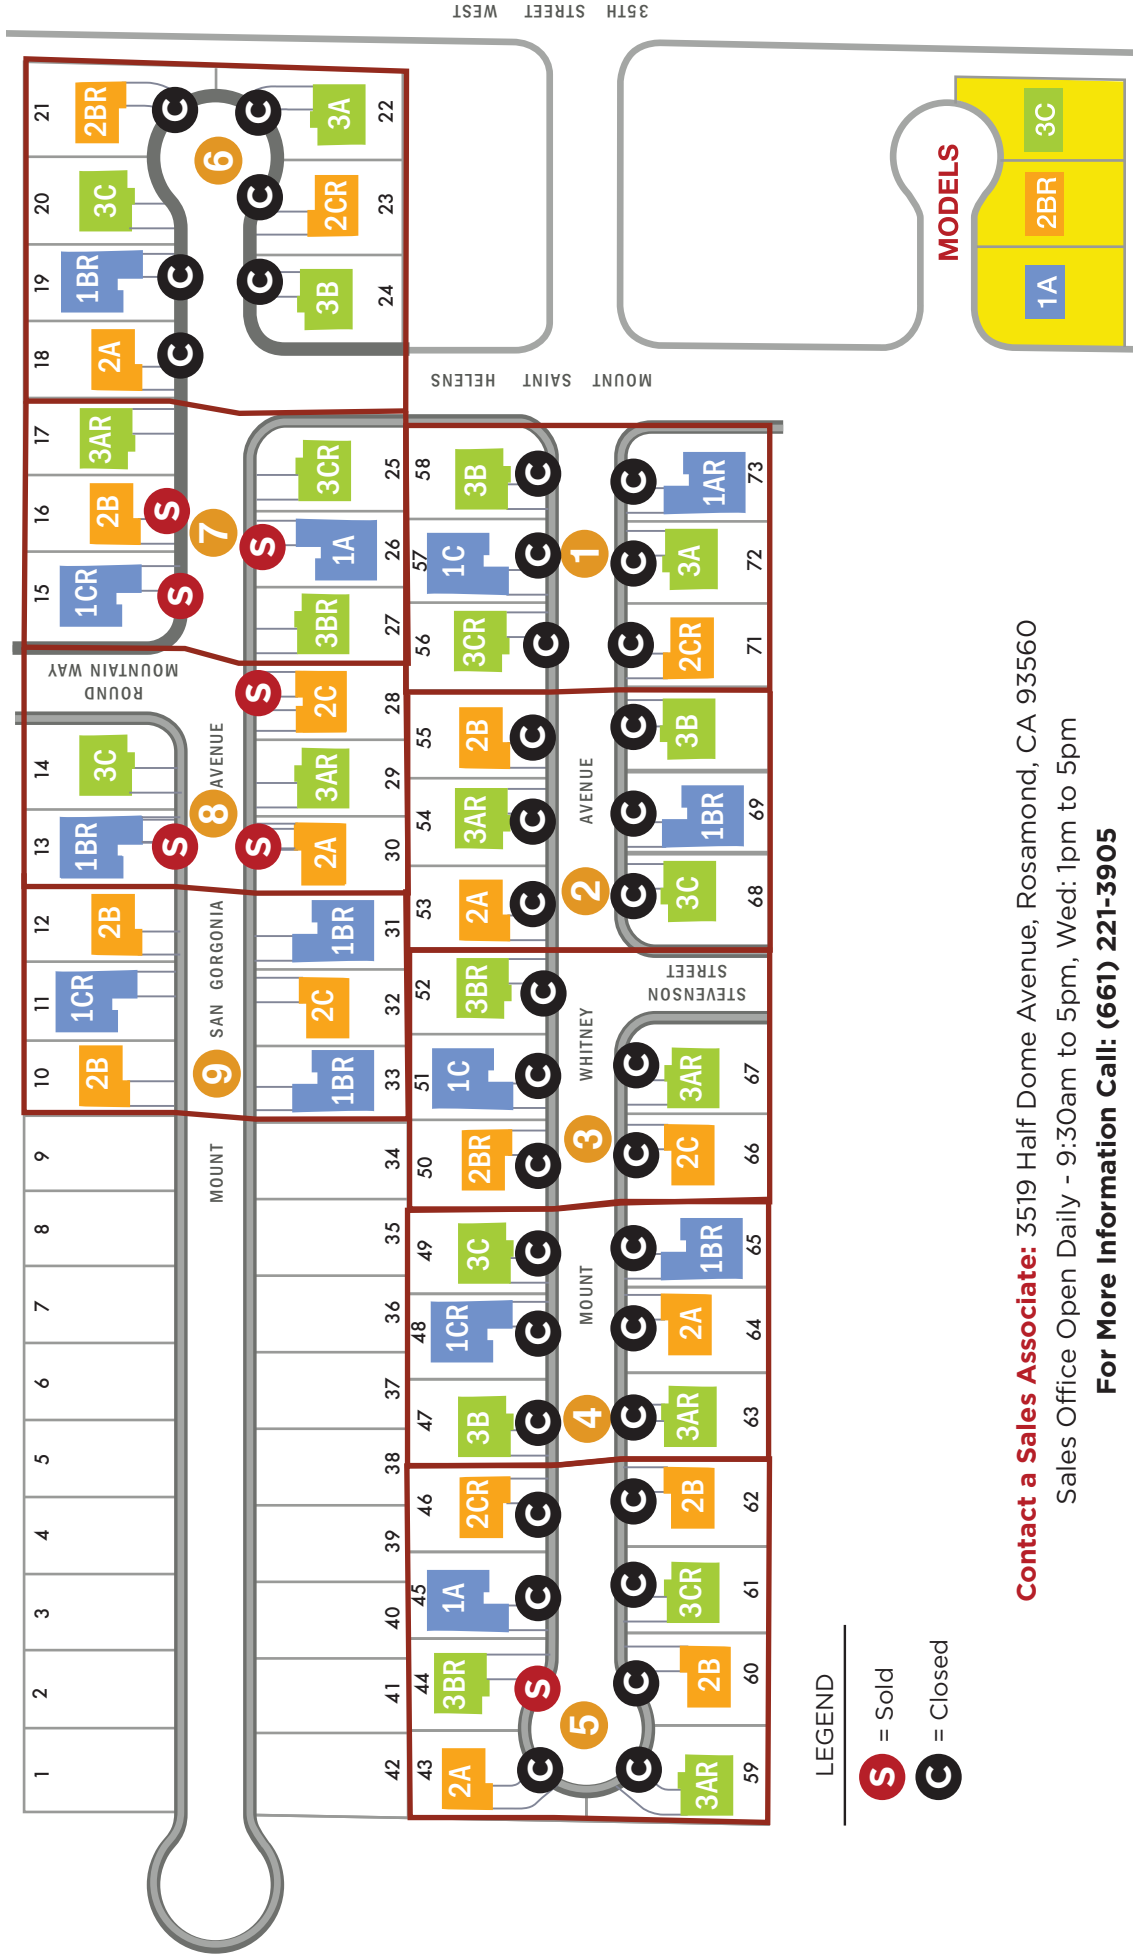 35TH STREET WEST
21 20 19 18 17 16 15 14 13 12 11 10 9 8 7 6 5 4 3 2 1
2BR 3C 1BR 2A 3AR 2B 1CR 3C 1BR 2B 1CR 2B
C C C S S S
ROUND
MOUNTAIN WAY
6 7 8 9
MOUNT SAN GORGONIA AVENUE
C C C S S S
3A 2CR 3B 3CR 1A 3BR 2C 3AR 2A 1BR 2C 1BR
22 23 24 25 26 27 28 29 30 31 32 33 34 35 36 37 38 39 40 41 42
MOUNT SAINT HELENS
58 57 56 55 54 53 52 51 50 49 48 47 46 45 44 43
3B 1C 3CR 2B 3AR 2A 3BR 1C 2BR 3C 1CR 3B 2CR 1A 3BR 2A
C C C C C C C C C C C C C C S C
1 2 3 4 5
MOUNT WHITNEY AVENUE
C C C C C C C C C C C C C C C
1AR 3A 2CR 3B 1BR 3C 3AR 2C 1BR 2A 3AR 2B 3CR 2B 3AR
73 72 71 69 68 67 66 65 64 63 62 61 60 59
STEVENSON
STREET
MODELS
1A 2BR 3C
LEGEND
S = Sold
C = Closed
Contact a Sales Associate: 3519 Half Dome Avenue, Rosamond, CA 93560
Sales Office Open Daily - 9:30am to 5pm, Wed: 1pm to 5pm
For More Information Call: (661) 221-3905